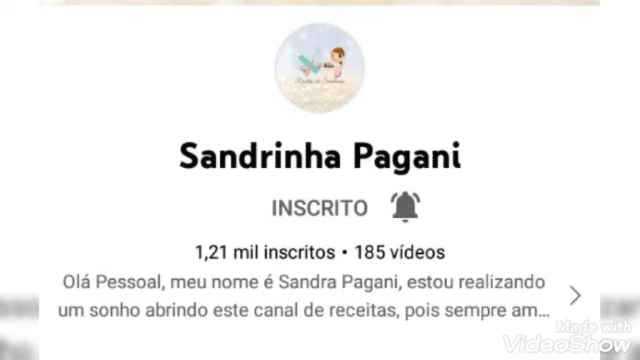 Sandrinha Pagani
INSCRITO
1,21 mil inscritos • 185 vídeos
Olá Pessoal, meu nome é Sandra Pagani, estou realizando
um sonho abrindo este canal de receitas, pois sempre am...
Made with
VideoShow